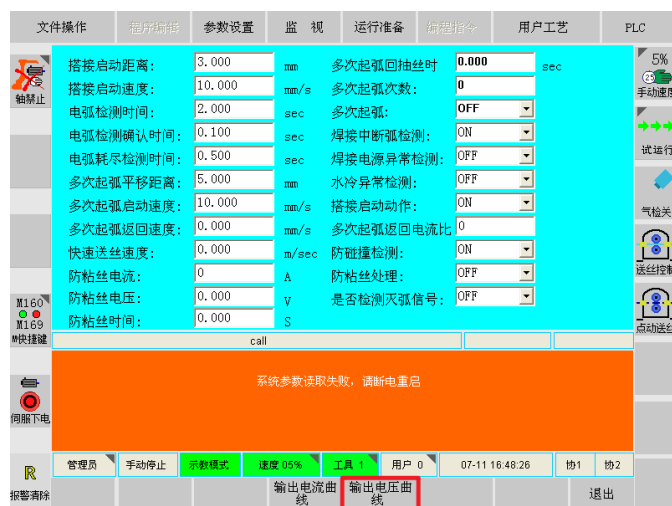 文件操作 程序编辑 参数设置 监 视 运行准备 编程指令 用户工艺 PLC
轴禁止
M160
M169
M快捷键
伺服下电
R
报警清除
搭接启动距离: 3.000 mm 多次起弧回抽丝时 0.000 sec
搭接启动速度: 10.000 mm/s 多次起弧次数: 0
电弧检测时间: 2.000 sec 多次起弧: OFF
电弧检测确认时间: 0.100 sec 焊接中断弧检测: ON
电弧耗尽检测时间: 0.500 sec 焊接电源异常检测: OFF
多次起弧平移距离: 5.000 mm 水冷异常检测: OFF
多次起弧启动速度: 10.000 mm/s 搭接启动动作: ON
多次起弧返回速度: 0.000 mm/s 多次起弧返回电流比 0
快速送丝速度: 0.000 m/sec 防碰撞检测: ON
防粘丝电流: 0 A 防粘丝处理: OFF
防粘丝电压: 0.000 V 是否检测灭弧信号: OFF
防粘丝时间: 0.000 S
call
系统参数读取失败，请断电重启
管理员 手动停止 示教模式 速度 05% 工具 1 用户 0 07-11 16:48:26 协1 协2
输出电流曲
线
输出电压曲
线
退出
5%
手动速度
试运行
气检关
送丝控制
点动送丝